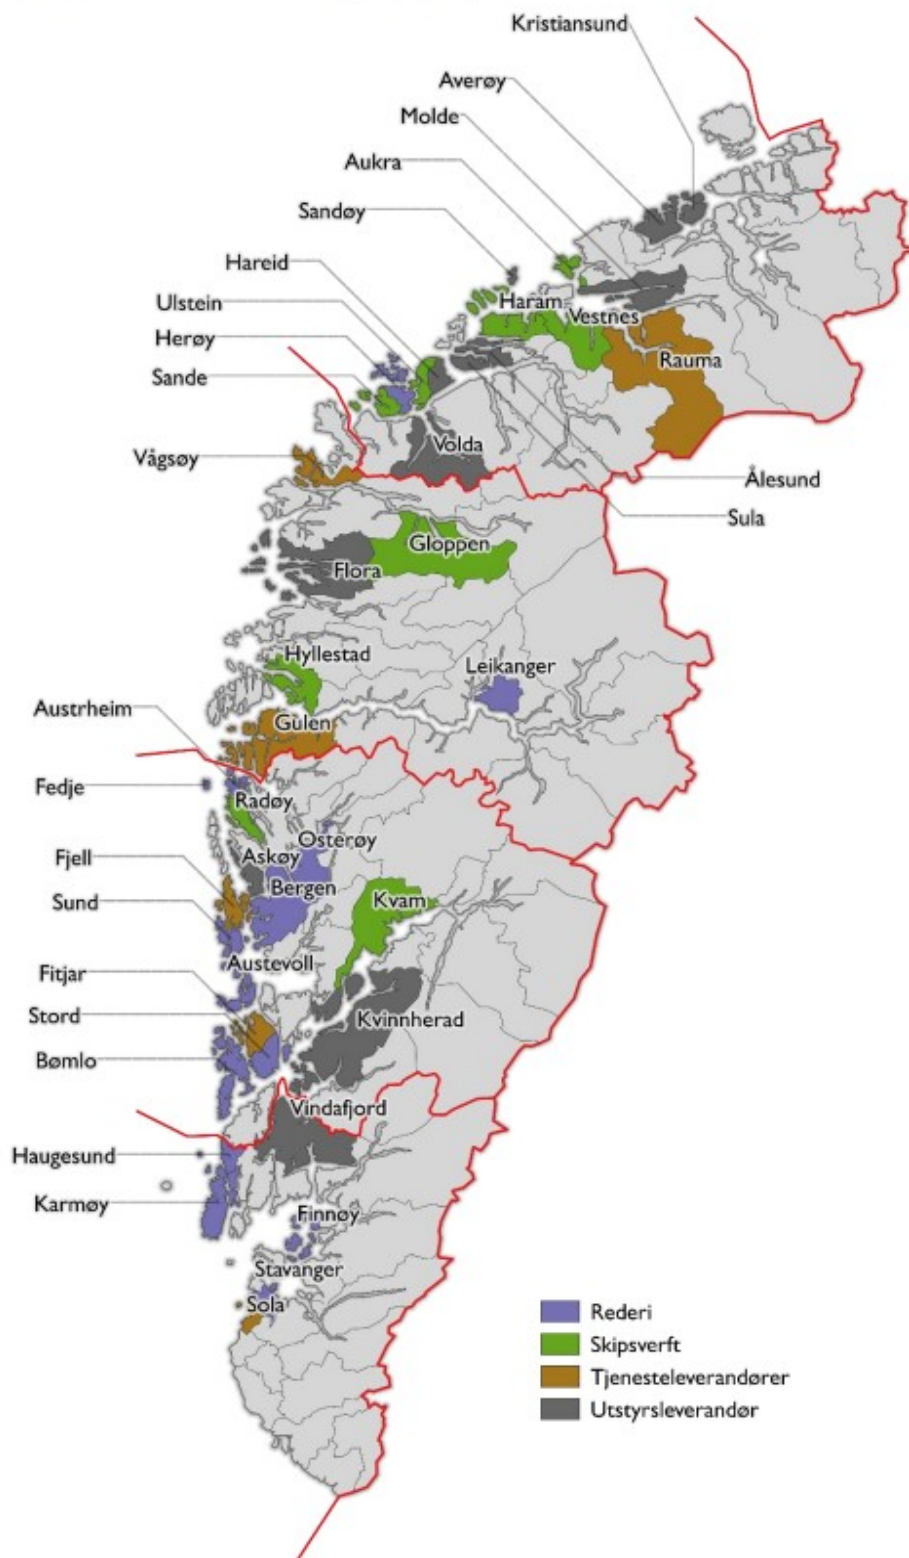 Kristiansund
Averøy
Molde
Aukra
Sandøy
Hareid
Ulstein
Herøy
Sande
Haram
Vestnes
Rauma
Vågsøy
Volda
Ålesund
Sula
Gloppen
Flora
Hyllestad
Leikanger
Austrheim
Gulen
Fedje
Radøy
Osterøy
Fjell
Askøy
Bergen
Sund
Kvam
Austevoll
Fitjar
Stord
Kvinnherad
Bømlo
Vindafjord
Haugesund
Karmøy
Finnøy
Stavanger
Sola
Rederi
Skipsverft
Tjenesteleverandører
Utstyrsleverandør